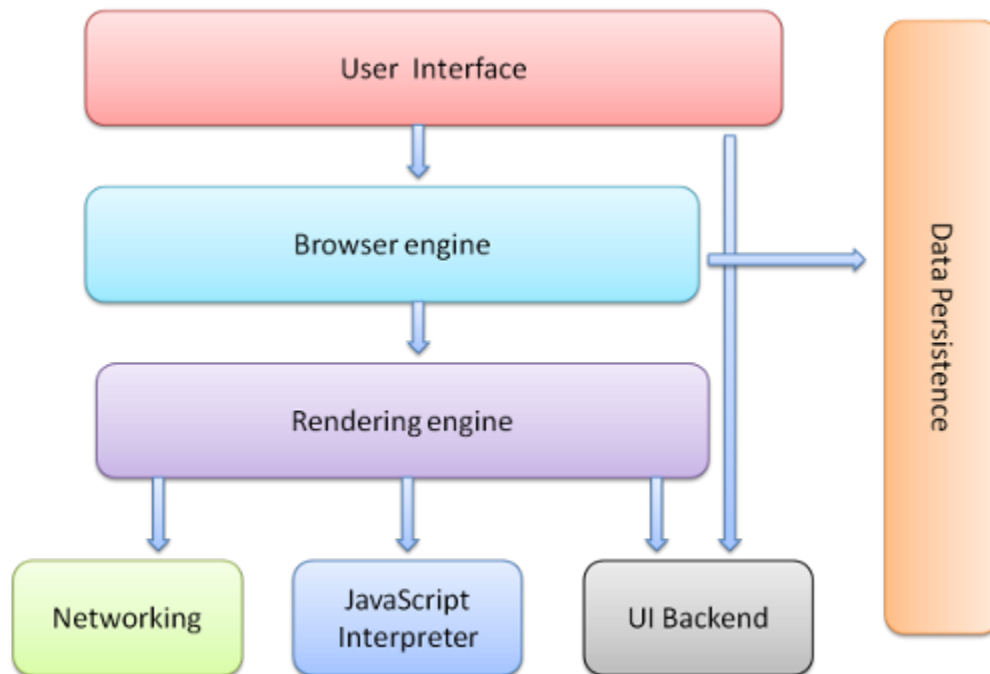 User Interface
Browser engine
Data Persistence
Rendering engine
Networking
JavaScript
Interpreter
UI Backend